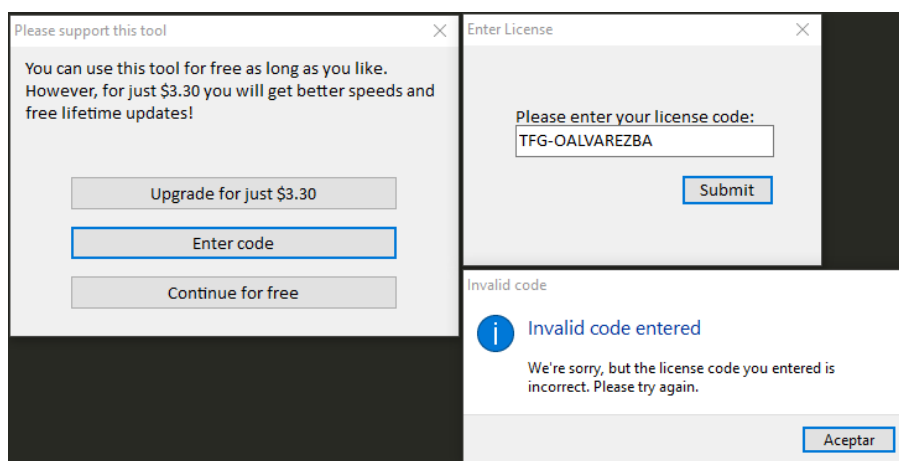 Please support this tool
You can use this tool for free as long as you like.
However, for just $3.30 you will get better speeds and
free lifetime updates!
Upgrade for just $3.30
Enter code
Continue for free
Enter License
Please enter your license code:
TFG-OALVAREZBA
Submit
Invalid code
Invalid code entered
We're sorry, but the license code you entered is
incorrect. Please try again.
Aceptar